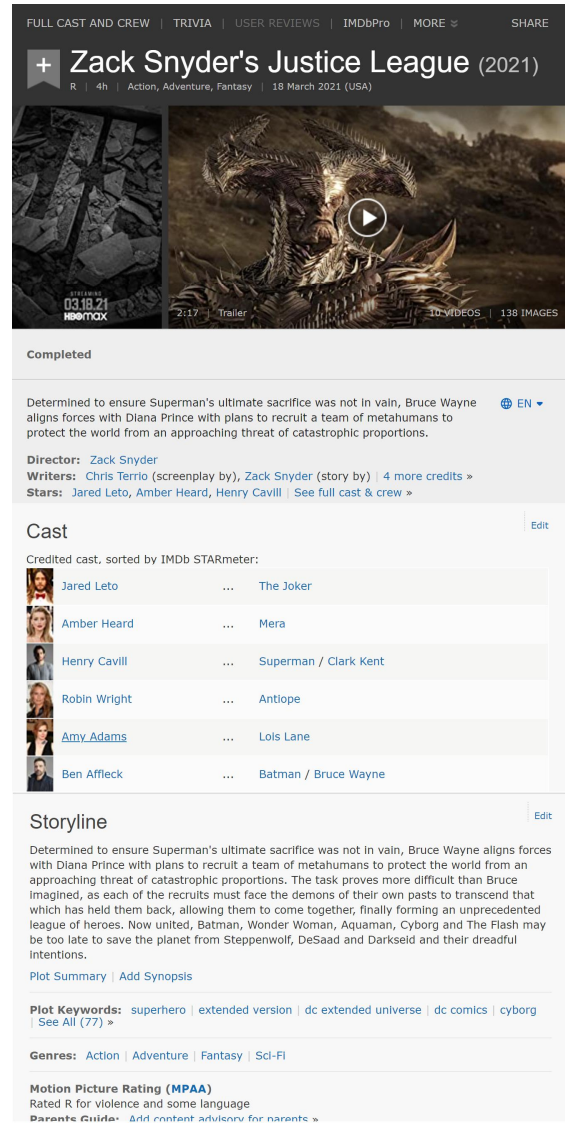 FULL CAST AND CREW | TRIVIA | USER REVIEWS | IMDbPro | MORE SHARE
+ Zack Snyder's Justice League (2021)
R | 4h | Action, Adventure, Fantasy | 18 March 2021 (USA)
STREAMING
03.18.21
HBOmax
2:17 | Trailer
10 VIDEOS | 138 IMAGES
Completed
Determined to ensure Superman's ultimate sacrifice was not in vain, Bruce Wayne
aligns forces with Diana Prince with plans to recruit a team of metahumans to
protect the world from an approaching threat of catastrophic proportions.
EN
Director: Zack Snyder
Writers: Chris Terrio (screenplay by), Zack Snyder (story by) | 4 more credits »
Stars: Jared Leto, Amber Heard, Henry Cavill | See full cast & crew »
Cast
Edit
Credited cast, sorted by IMDb STARmeter:
Jared Leto ... The Joker
Amber Heard ... Mera
Henry Cavill ... Superman / Clark Kent
Robin Wright ... Antiope
Amy Adams ... Lois Lane
Ben Affleck ... Batman / Bruce Wayne
Storyline
Edit
Determined to ensure Superman's ultimate sacrifice was not in vain, Bruce Wayne aligns forces
with Diana Prince with plans to recruit a team of metahumans to protect the world from an
approaching threat of catastrophic proportions. The task proves more difficult than Bruce
imagined, as each of the recruits must face the demons of their own pasts to transcend that
which has held them back, allowing them to come together, finally forming an unprecedented
league of heroes. Now united, Batman, Wonder Woman, Aquaman, Cyborg and The Flash may
be too late to save the planet from Steppenwolf, DeSaad and Darkseid and their dreadful
intentions.
Plot Summary | Add Synopsis
Plot Keywords: superhero | extended version | dc extended universe | dc comics | cyborg
| See All (77) »
Genres: Action | Adventure | Fantasy | Sci-Fi
Motion Picture Rating (MPAA)
Rated R for violence and some language
Parents Guide: Add content advisory for parents »